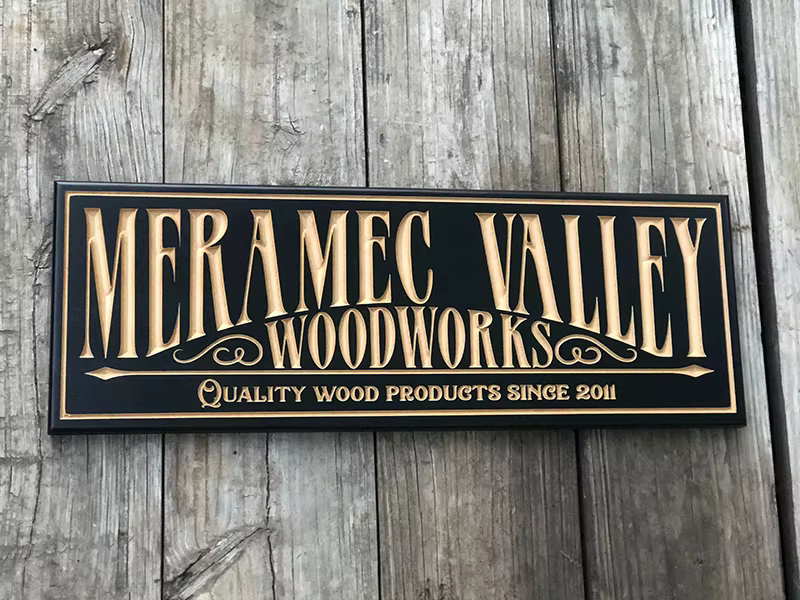 MERAMEC VALLEY
WOODWORKS
QUALITY WOOD PRODUCTS SINCE 2011